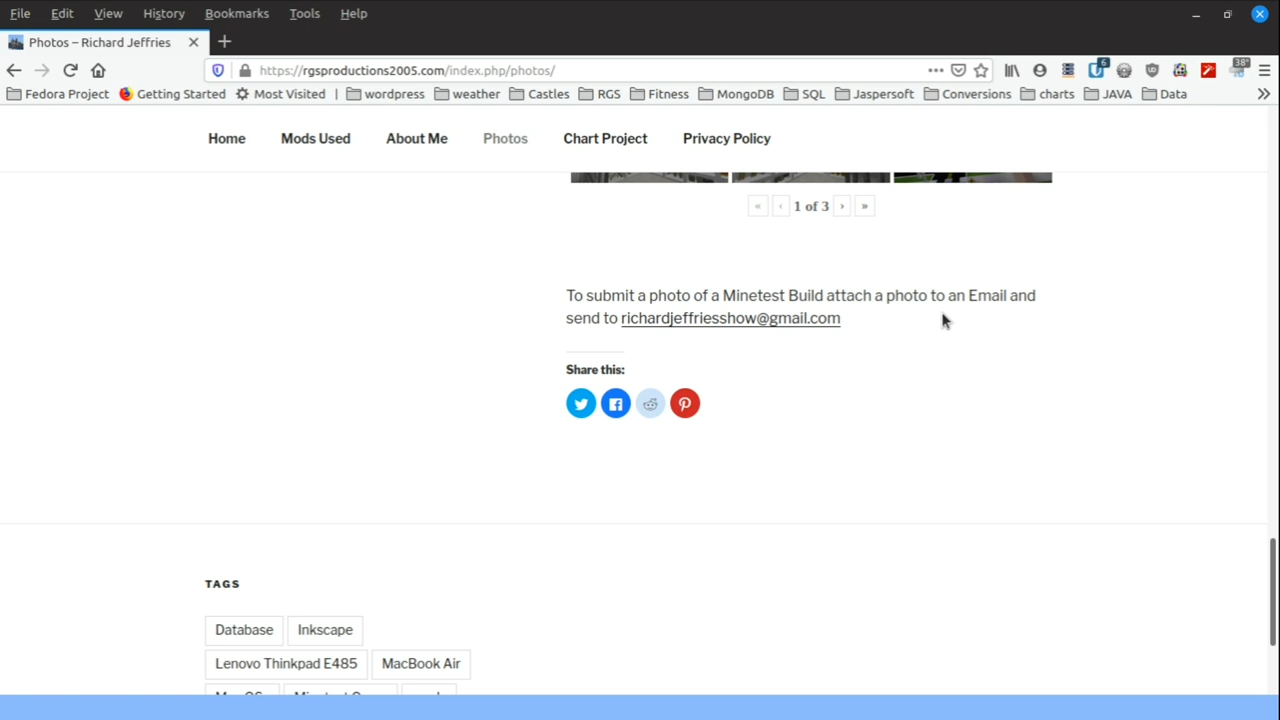 File Edit View History Bookmarks Tools Help
Photos – Richard Jeffries
https://rgsproductions2005.com/index.php/photos/
6
38°
Fedora Project Getting Started Most Visited wordpress weather Castles RGS Fitness MongoDB SQL Jaspersoft Conversions charts JAVA Data
Home Mods Used About Me Photos Chart Project Privacy Policy
« ‹ 1 of 3 › »
To submit a photo of a Minetest Build attach a photo to an Email and
send to richardjeffriesshow@gmail.com
Share this:
TAGS
Database Inkscape
Lenovo Thinkpad E485 MacBook Air